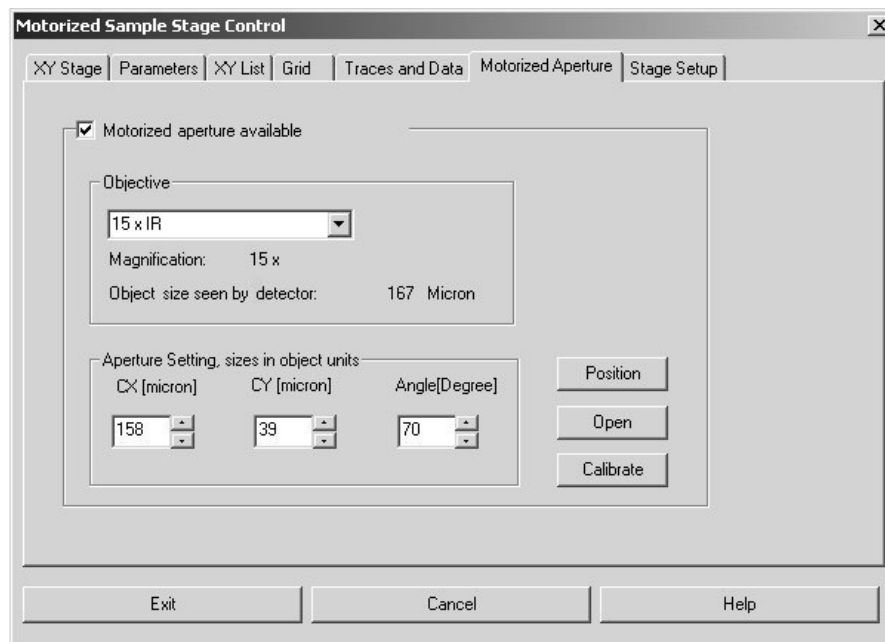 Motorized Sample Stage Control
XY Stage Parameters XY List Grid Traces and Data Motorized Aperture Stage Setup
Motorized aperture available
Objective
15 x IR
Magnification: 15 x
Object size seen by detector: 167 Micron
Aperture Setting, sizes in object units
CX [micron] CY [micron] Angle[Degree]
158 39 70
Position
Open
Calibrate
Exit Cancel Help